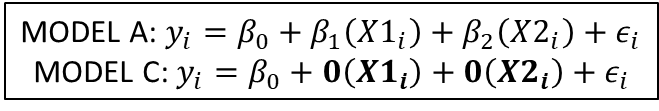 MODEL A: yᵢ = β₀ + β₁(X1ᵢ) + β₂(X2ᵢ) + ϵᵢ
MODEL C: yᵢ = β₀ + 0(X1ᵢ) + 0(X2ᵢ) + ϵᵢ